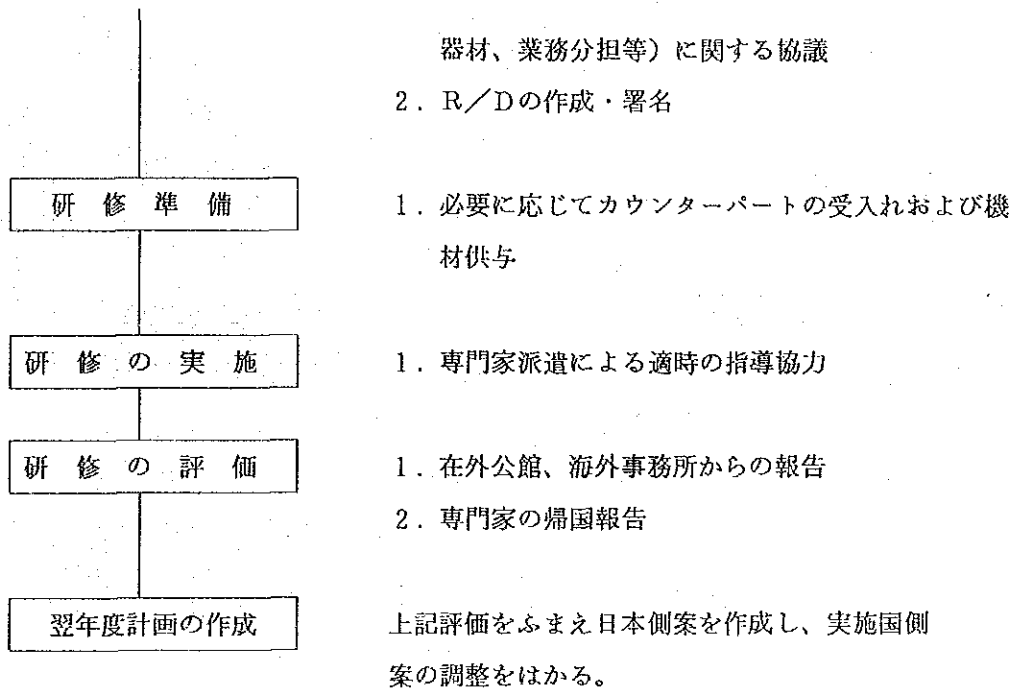 器材、業務分担等）に関する協議
2．R／Dの作成・署名
研修準備
1．必要に応じてカウンターパートの受入れおよび機
材供与
研修の実施
1．専門家派遣による適時の指導協力
研修の評価
1．在外公館、海外事務所からの報告
2．専門家の帰国報告
翌年度計画の作成
上記評価をふまえ日本側案を作成し、実施国側
案の調整をはかる。